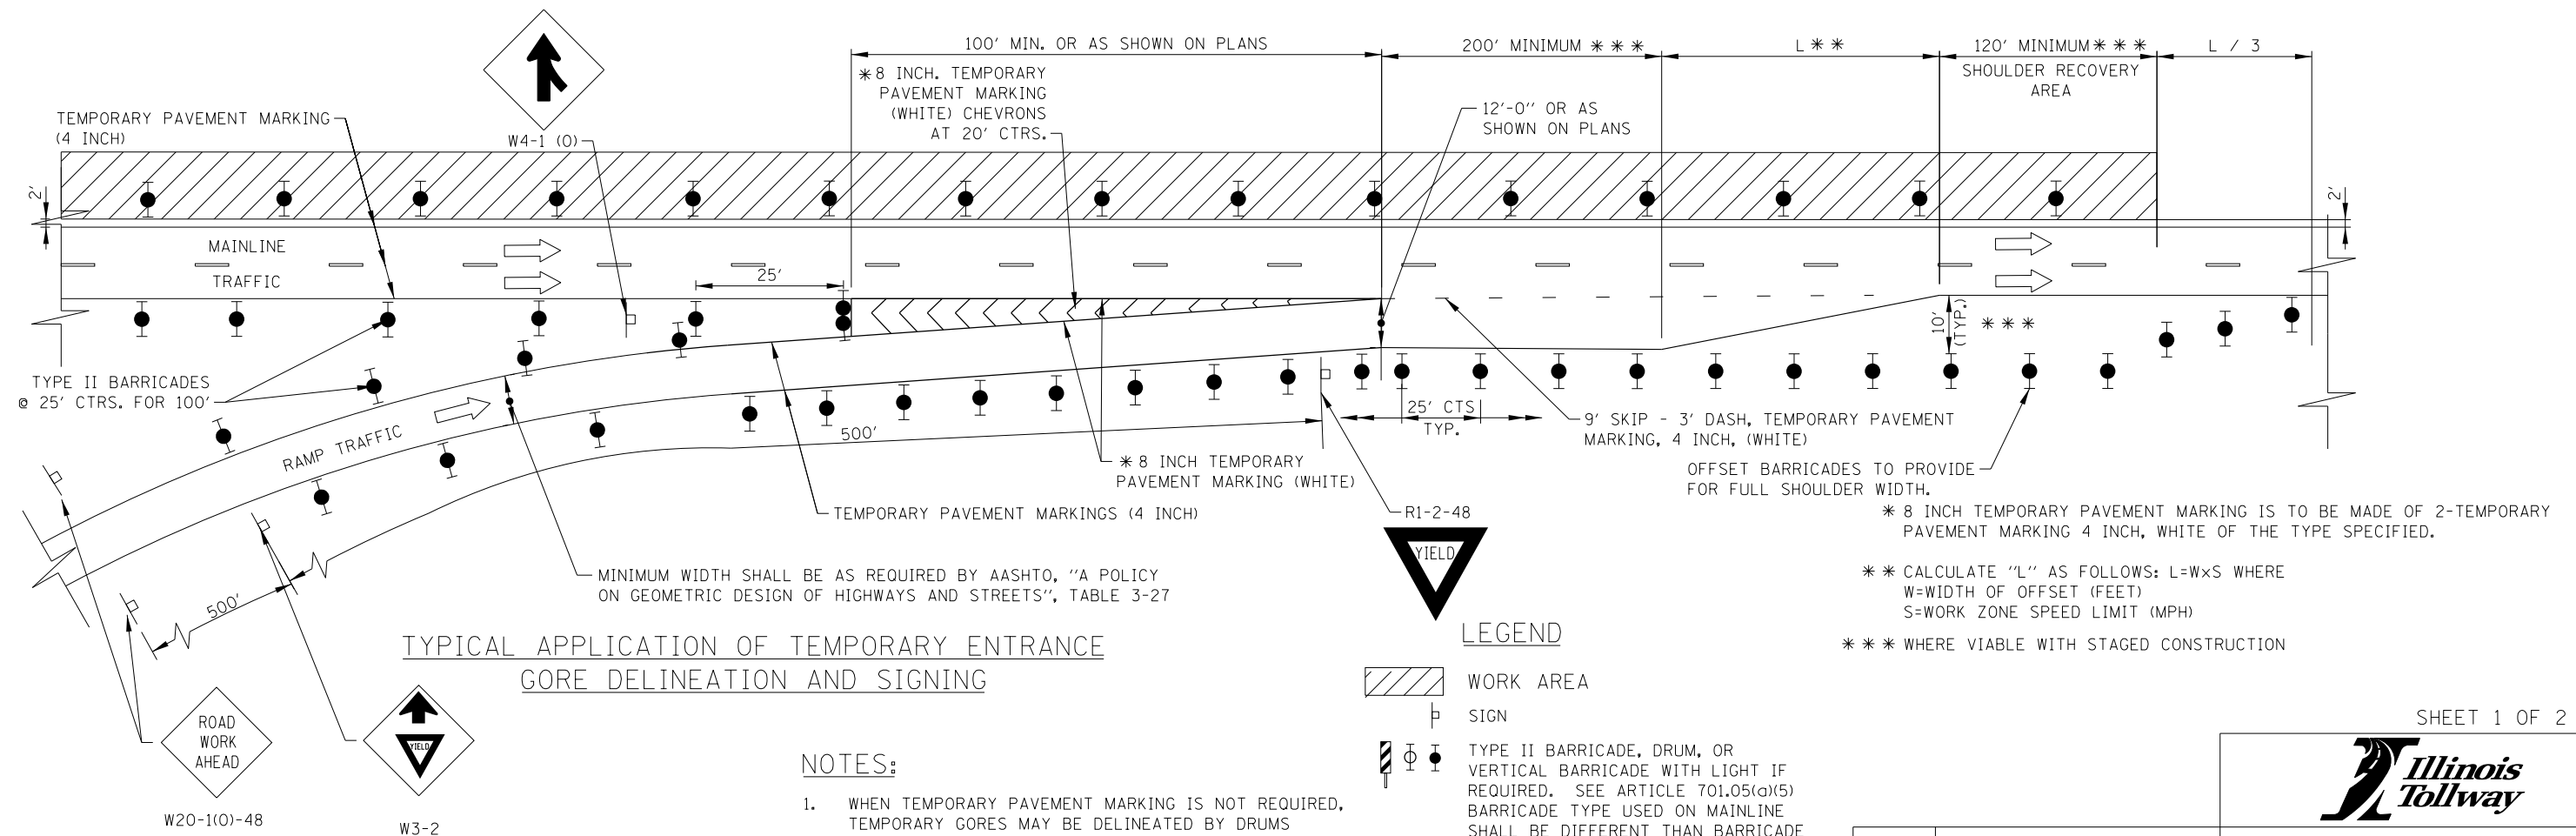 100' MIN. OR AS SHOWN ON PLANS
200' MINIMUM ***
L **
120' MINIMUM ***
L / 3
SHOULDER RECOVERY
AREA
*8 INCH. TEMPORARY
PAVEMENT MARKING
(WHITE) CHEVRONS
AT 20' CTRS.
12'-0" OR AS
SHOWN ON PLANS
TEMPORARY PAVEMENT MARKING
(4 INCH)
W4-1 (O)
2'
2'
MAINLINE
TRAFFIC
25'
10'
(TYP.)
***
TYPE II BARRICADES
@ 25' CTRS. FOR 100'
RAMP TRAFFIC
500'
25' CTS
TYP.
9' SKIP - 3' DASH, TEMPORARY PAVEMENT
MARKING, 4 INCH, (WHITE)
*8 INCH TEMPORARY
PAVEMENT MARKING (WHITE)
OFFSET BARRICADES TO PROVIDE
FOR FULL SHOULDER WIDTH.
TEMPORARY PAVEMENT MARKINGS (4 INCH)
R1-2-48
YIELD
* 8 INCH TEMPORARY PAVEMENT MARKING IS TO BE MADE OF 2-TEMPORARY
PAVEMENT MARKING 4 INCH, WHITE OF THE TYPE SPECIFIED.
MINIMUM WIDTH SHALL BE AS REQUIRED BY AASHTO, "A POLICY
ON GEOMETRIC DESIGN OF HIGHWAYS AND STREETS", TABLE 3-27
** CALCULATE "L" AS FOLLOWS: L=WxS WHERE
W=WIDTH OF OFFSET (FEET)
S=WORK ZONE SPEED LIMIT (MPH)
*** WHERE VIABLE WITH STAGED CONSTRUCTION
500'
TYPICAL APPLICATION OF TEMPORARY ENTRANCE
GORE DELINEATION AND SIGNING
ROAD
WORK
AHEAD
W20-1(O)-48
YIELD
W3-2
LEGEND
WORK AREA
SIGN
TYPE II BARRICADE, DRUM, OR
VERTICAL BARRICADE WITH LIGHT IF
REQUIRED. SEE ARTICLE 701.05(a)(5)
BARRICADE TYPE USED ON MAINLINE
SHALL BE DIFFERENT THAN BARRICADE
NOTES:
1. WHEN TEMPORARY PAVEMENT MARKING IS NOT REQUIRED,
TEMPORARY GORES MAY BE DELINEATED BY DRUMS
SHEET 1 OF 2
Illinois
Tollway